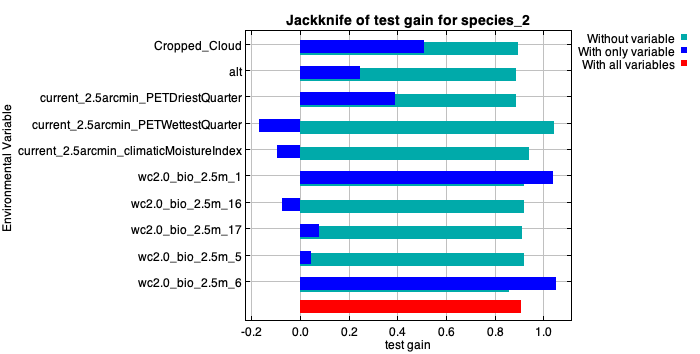 Jackknife of test gain for species_2
Without variable
With only variable
With all variables
Environmental Variable
Cropped_Cloud
alt
current_2.5arcmin_PETDriestQuarter
current_2.5arcmin_PETWettestQuarter
current_2.5arcmin_climaticMoistureIndex
wc2.0_bio_2.5m_1
wc2.0_bio_2.5m_16
wc2.0_bio_2.5m_17
wc2.0_bio_2.5m_5
wc2.0_bio_2.5m_6
-0.2 0.0 0.2 0.4 0.6 0.8 1.0
test gain